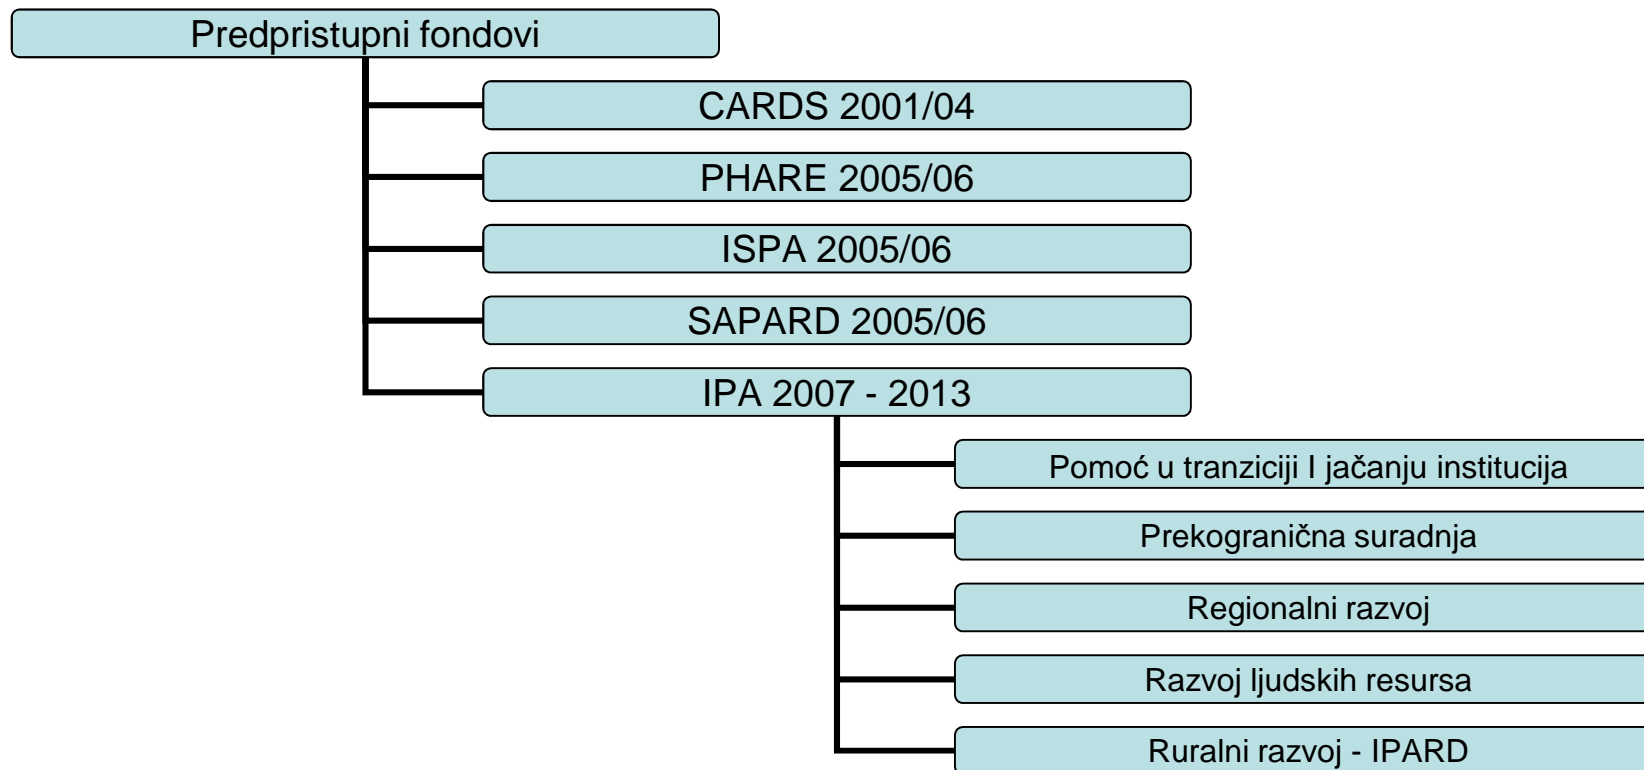 Predpristupni fondovi
CARDS 2001/04
PHARE 2005/06
ISPA 2005/06
SAPARD 2005/06
IPA 2007 - 2013
Pomoć u tranziciji I jačanju institucija
Prekogranična suradnja
Regionalni razvoj
Razvoj ljudskih resursa
Ruralni razvoj - IPARD